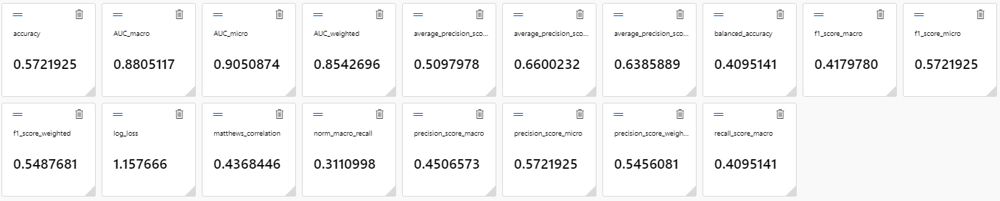 accuracy
0.5721925
AUC_macro
0.8805117
AUC_micro
0.9050874
AUC_weighted
0.8542696
average_precision_sco...
0.5097978
average_precision_sco...
0.6600232
average_precision_sco...
0.6385889
balanced_accuracy
0.4095141
f1_score_macro
0.4179780
f1_score_micro
0.5721925
f1_score_weighted
0.5487681
log_loss
1.157666
matthews_correlation
0.4368446
norm_macro_recall
0.3110998
precision_score_macro
0.4506573
precision_score_micro
0.5721925
precision_score_weigh...
0.5456081
recall_score_macro
0.4095141